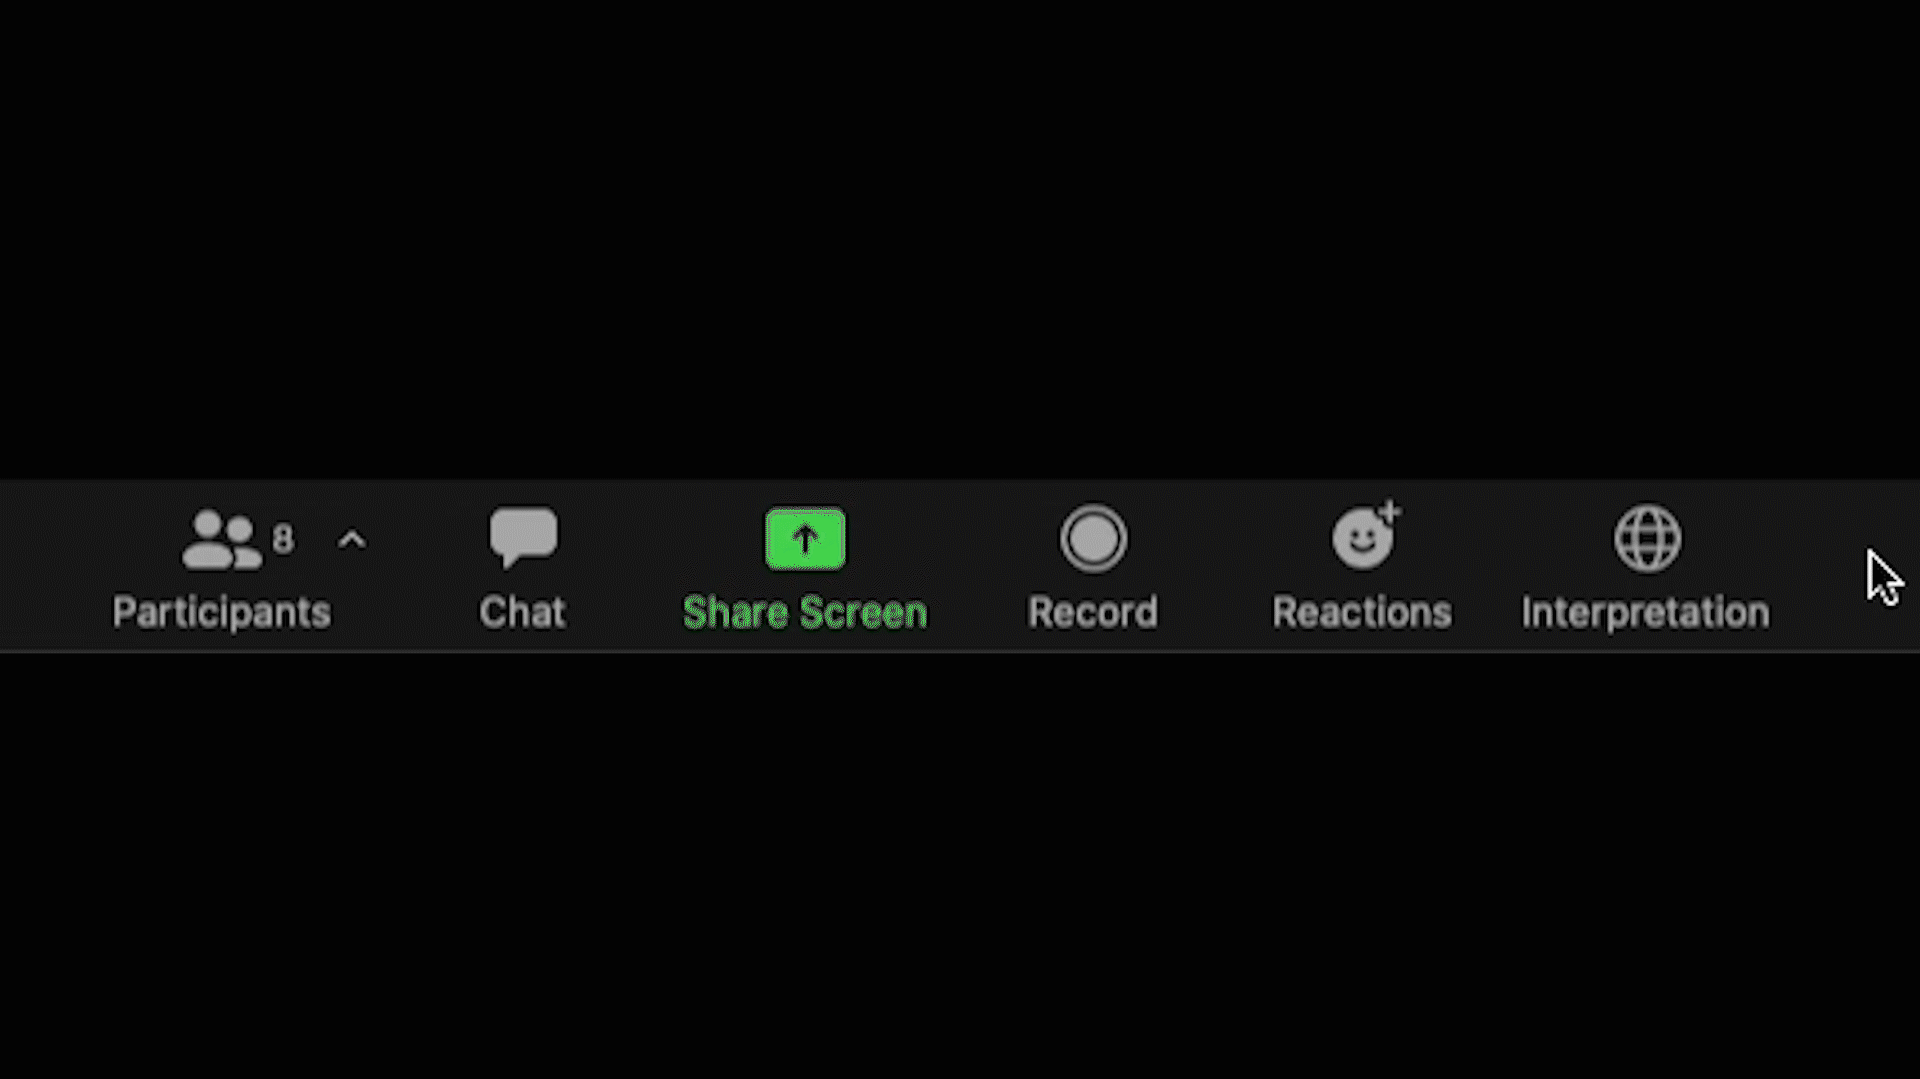 8
Participants
Chat
Share Screen
Record
Reactions
Interpretation